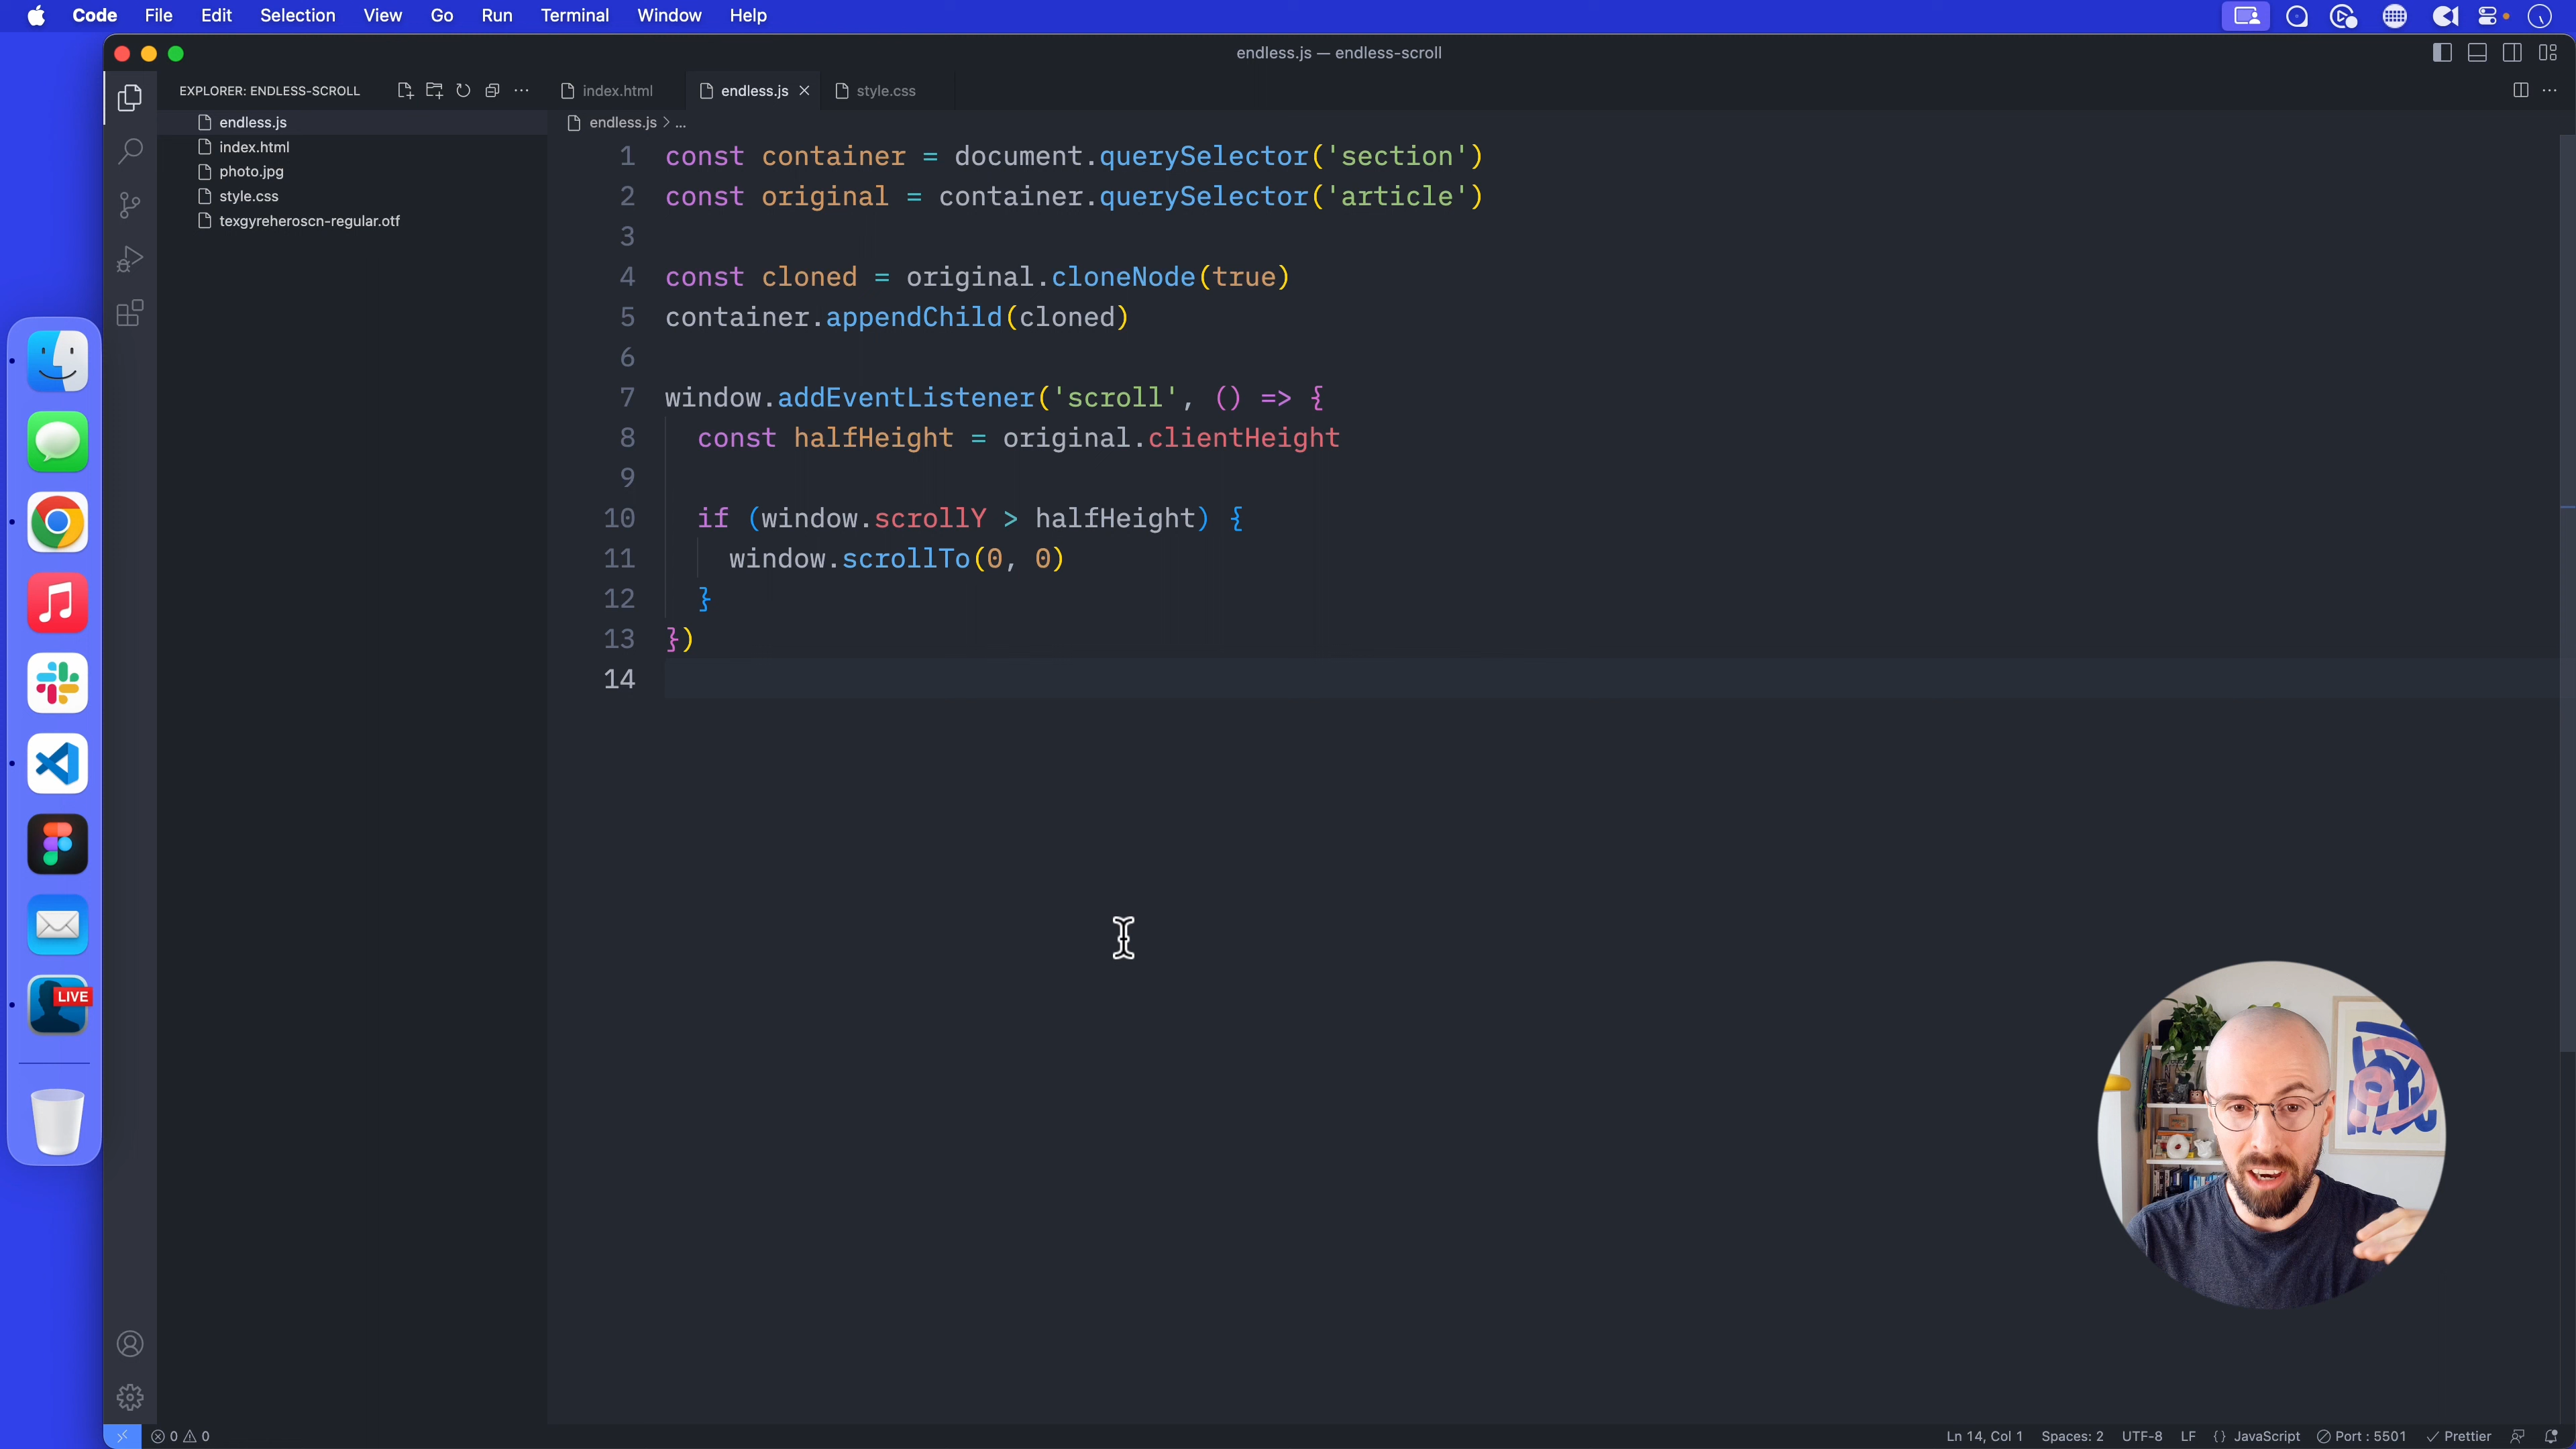 Code File Edit Selection View Go Run Terminal Window Help
endless.js — endless-scroll
EXPLORER: ENDLESS-SCROLL
index.html
endless.js
style.css
endless.js
index.html
photo.jpg
style.css
texgyreheroscn-regular.otf
endless.js > ...
1 const container = document.querySelector('section')
2 const original = container.querySelector('article')
3
4 const cloned = original.cloneNode(true)
5 container.appendChild(cloned)
6
7 window.addEventListener('scroll', () => {
8 const halfHeight = original.clientHeight
9
10 if (window.scrollY > halfHeight) {
11 window.scrollTo(0, 0)
12 }
13 })
14
LIVE
0 0
Ln 14, Col 1 Spaces: 2 UTF-8 LF {} JavaScript Port : 5501 Prettier